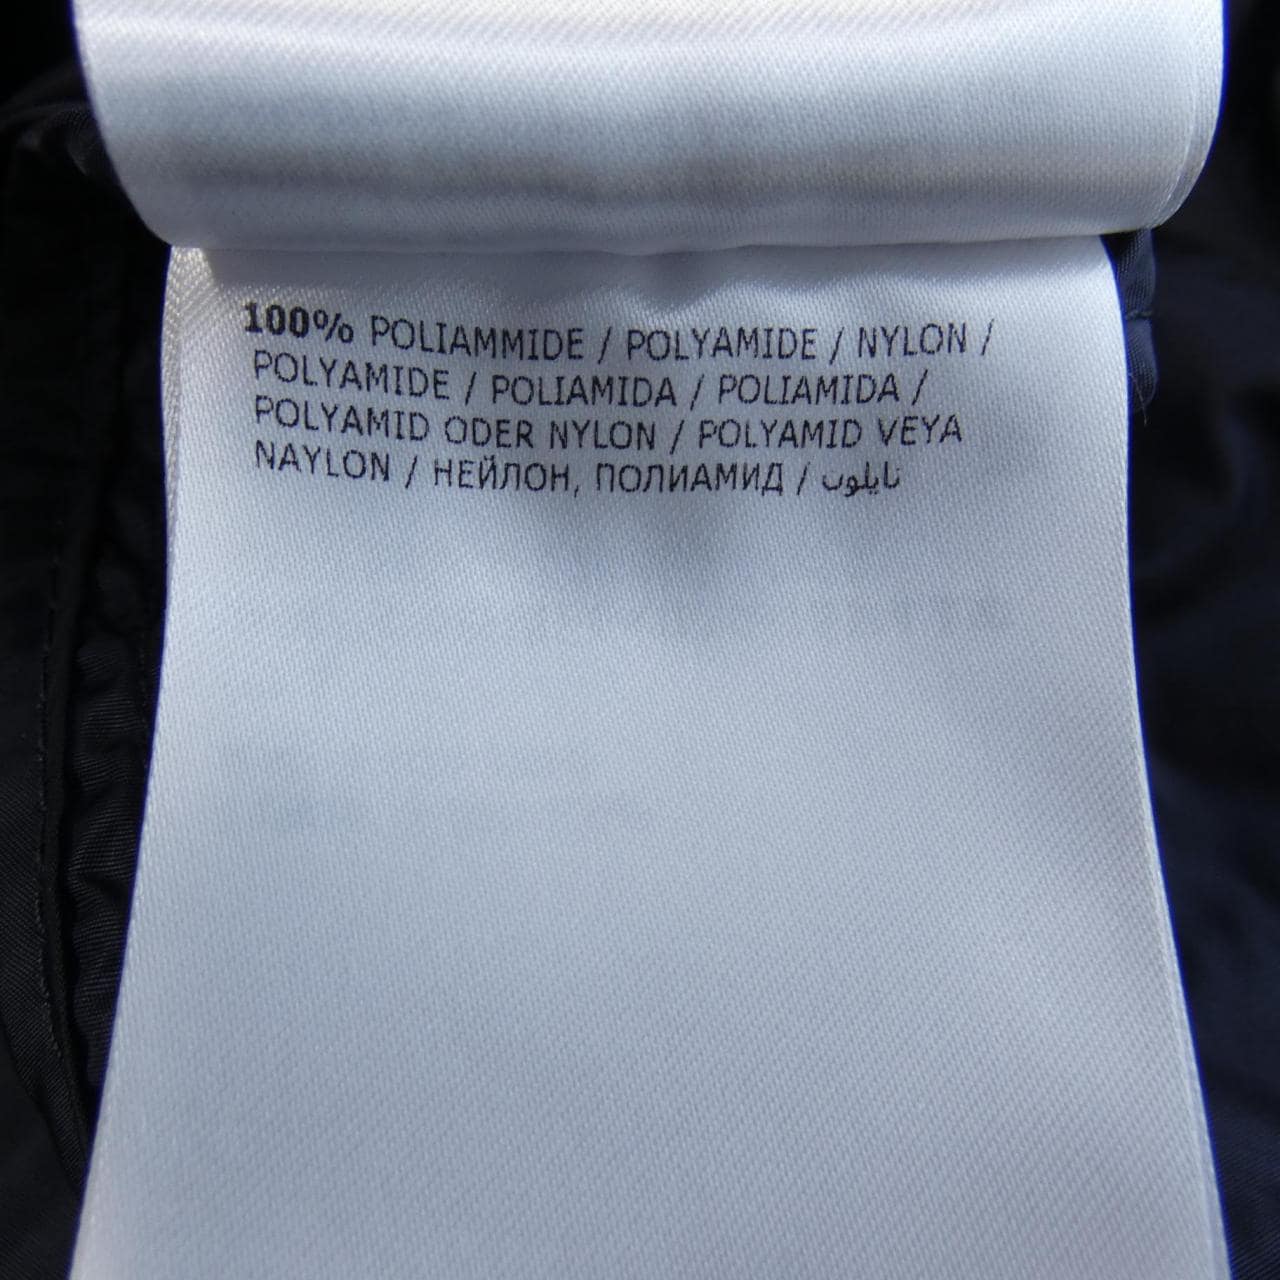 100% POLIAMMIDE / POLYAMIDE / NYLON /
POLYAMIDE / POLIAMIDA / POLIAMIDA /
POLYAMID ODER NYLON / POLYAMID VEYA
NAYLON / НЕЙЛОН, ПОЛИАМИД / نايلون